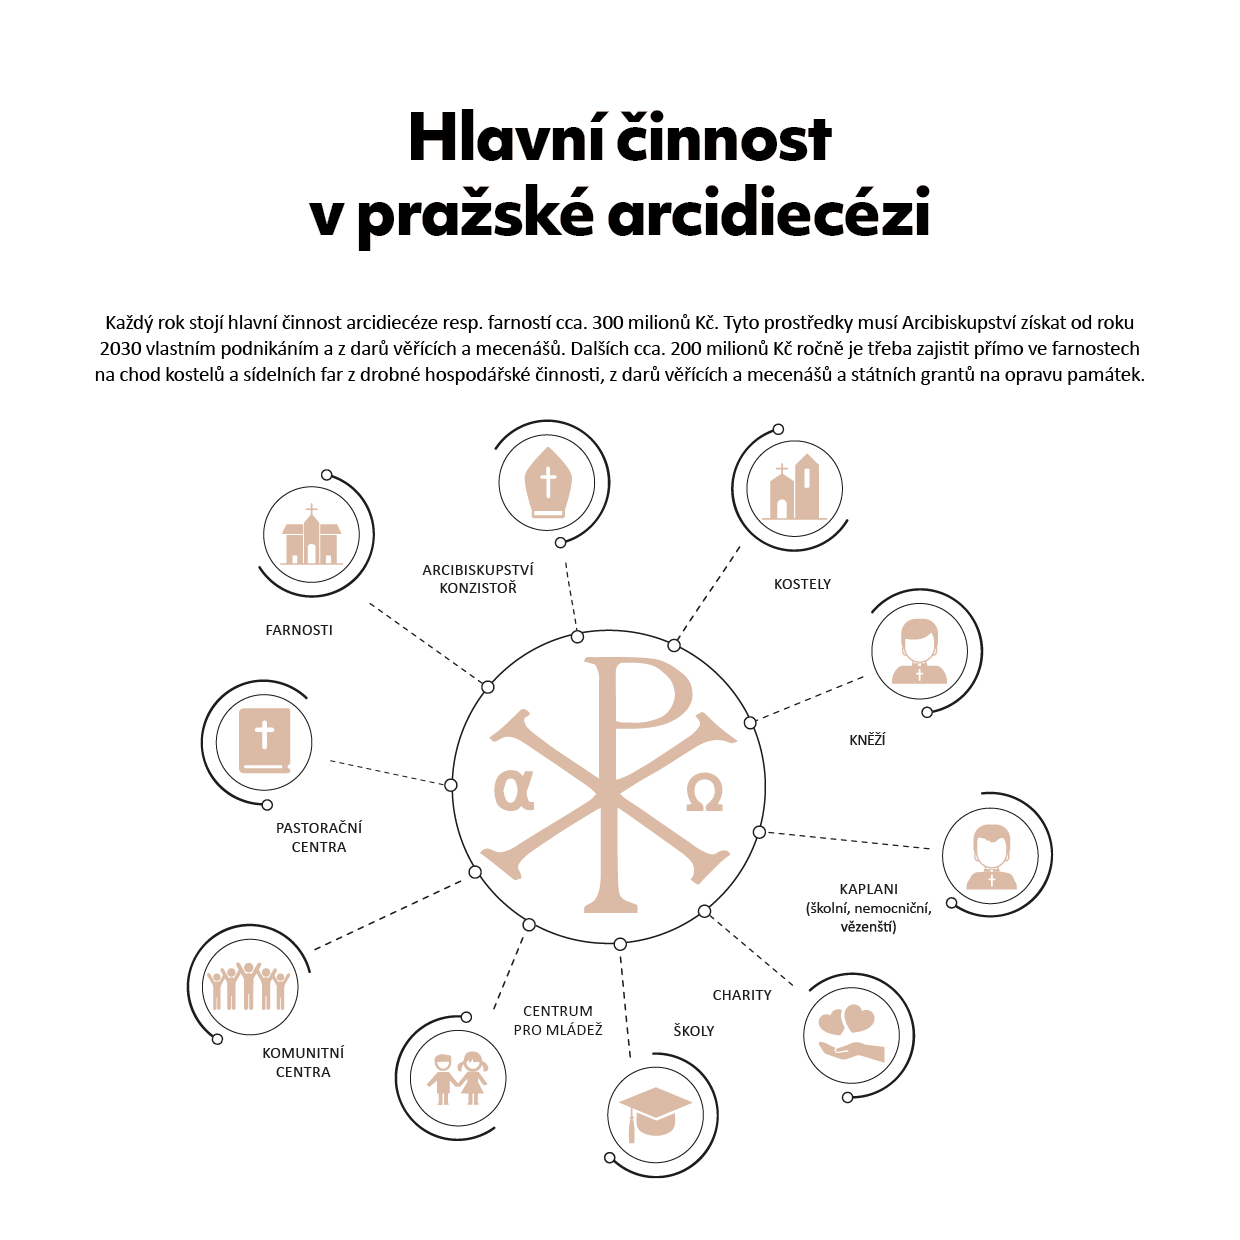 Hlavní činnost
v pražské arcidiecézi
Každý rok stojí hlavní činnost arcidiecéze resp. farností cca. 300 milionů Kč. Tyto prostředky musí Arcibiskupství získat od roku
2030 vlastním podnikáním a z darů věřících a mecenášů. Dalších cca. 200 milionů Kč ročně je třeba zajistit přímo ve farnostech
na chod kostelů a sídelních far z drobné hospodářské činnosti, z darů věřících a mecenášů a státních grantů na opravu památek.
ARCIBISKUPSTVÍ
KONZISTOŘ
KOSTELY
FARNOSTI
KNĚŽÍ
PASTORAČNÍ
CENTRA
α
Ρ
Ω
KAPLANI
(školní, nemocniční,
vězenští)
CHARITY
CENTRUM
PRO MLÁDEŽ
ŠKOLY
KOMUNITNÍ
CENTRA